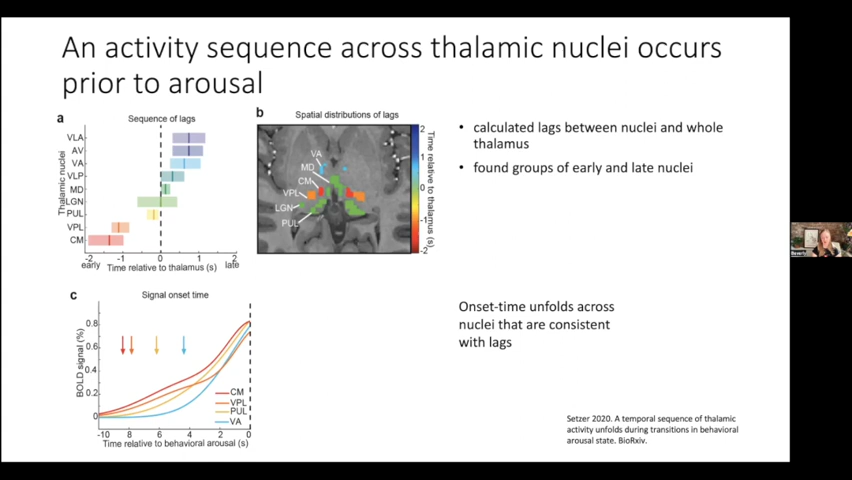 An activity sequence across thalamic nuclei occurs
prior to arousal
a
Sequence of lags
Thalamic nuclei
VLA
AV
VA
VLP
MD
LGN
PUL
VPL
CM
-2 -1 0 1 2
early Time relative to thalamus (s) late
b
Spatial distributions of lags
VA
MD
CM
VPL
LGN
PUL
2
1
0
-1
-2
Time relative to thalamus (s)
• calculated lags between nuclei and whole
thalamus
• found groups of early and late nuclei
c
Signal onset time
BOLD signal (%)
0.8
0.6
0.4
0.2
0
CM
VPL
PUL
VA
-10 8 6 -4 -2 0
Time relative to behavioral arousal (s)
Onset-time unfolds across
nuclei that are consistent
with lags
Setzer 2020. A temporal sequence of thalamic
activity unfolds during transitions in behavioral
arousal state. BioRxiv.